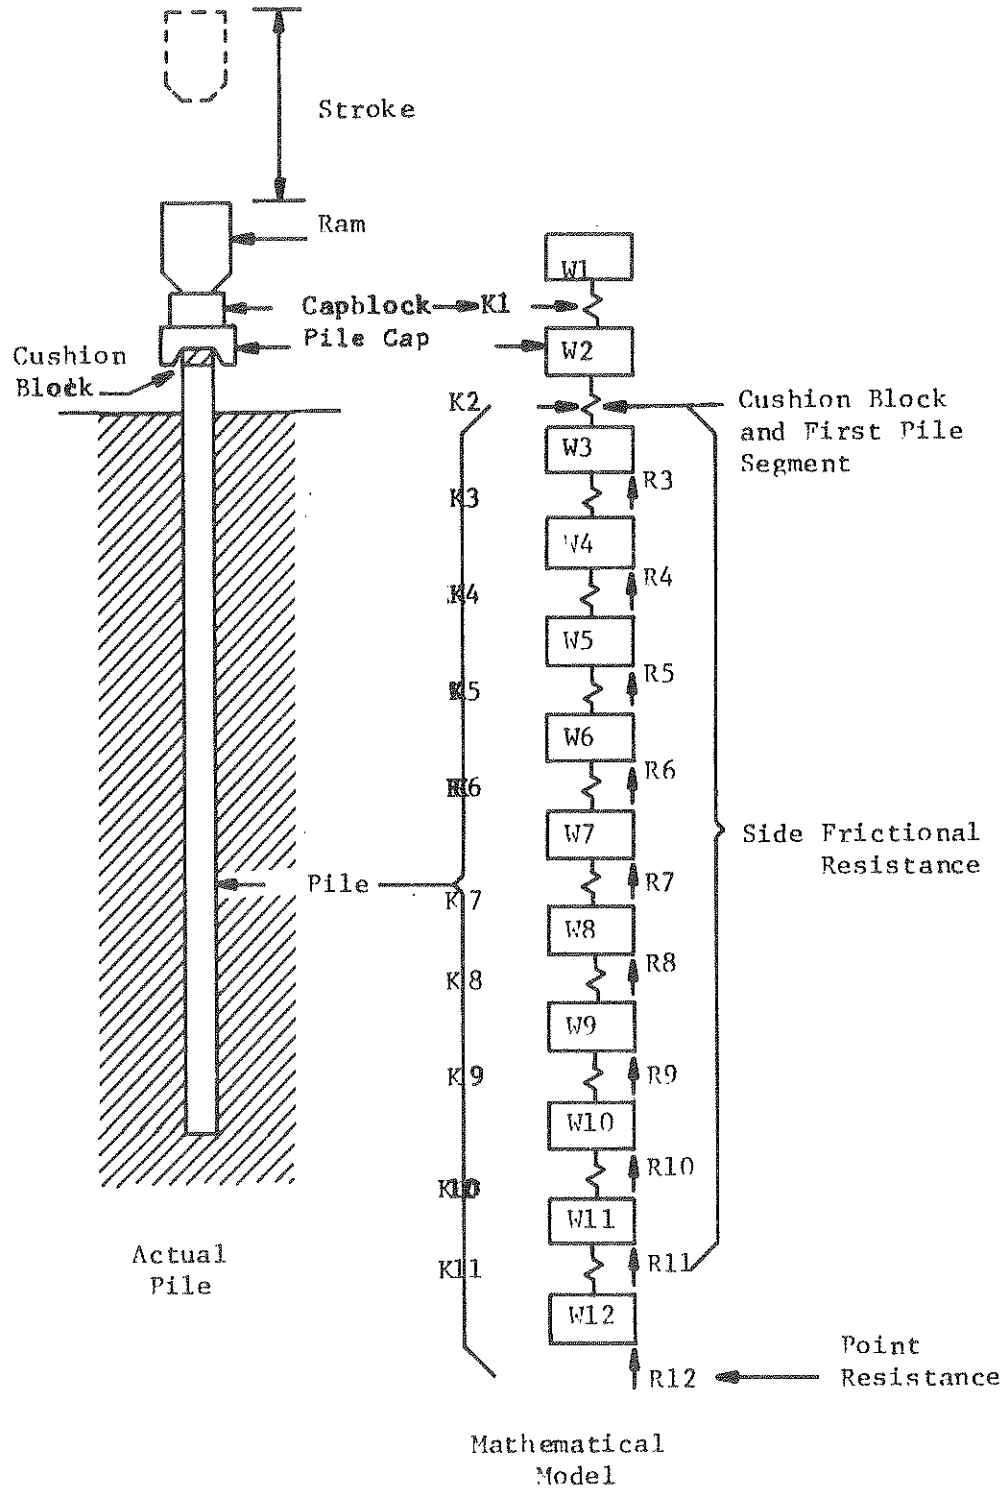 Stroke
Ram
W1
Capblock K1
Pile Cap
W2
Cushion
Block
K2
Cushion Block
and First Pile
Segment
W3
R3
K3
W4
R4
K4
W5
R5
K5
W6
R6
K6
W7
Side Frictional
Resistance
Pile
R7
K7
W8
R8
K8
W9
R9
K9
W10
R10
K10
W11
Actual
Pile
R11
K11
W12
Point
Resistance
R12
Mathematical
Model